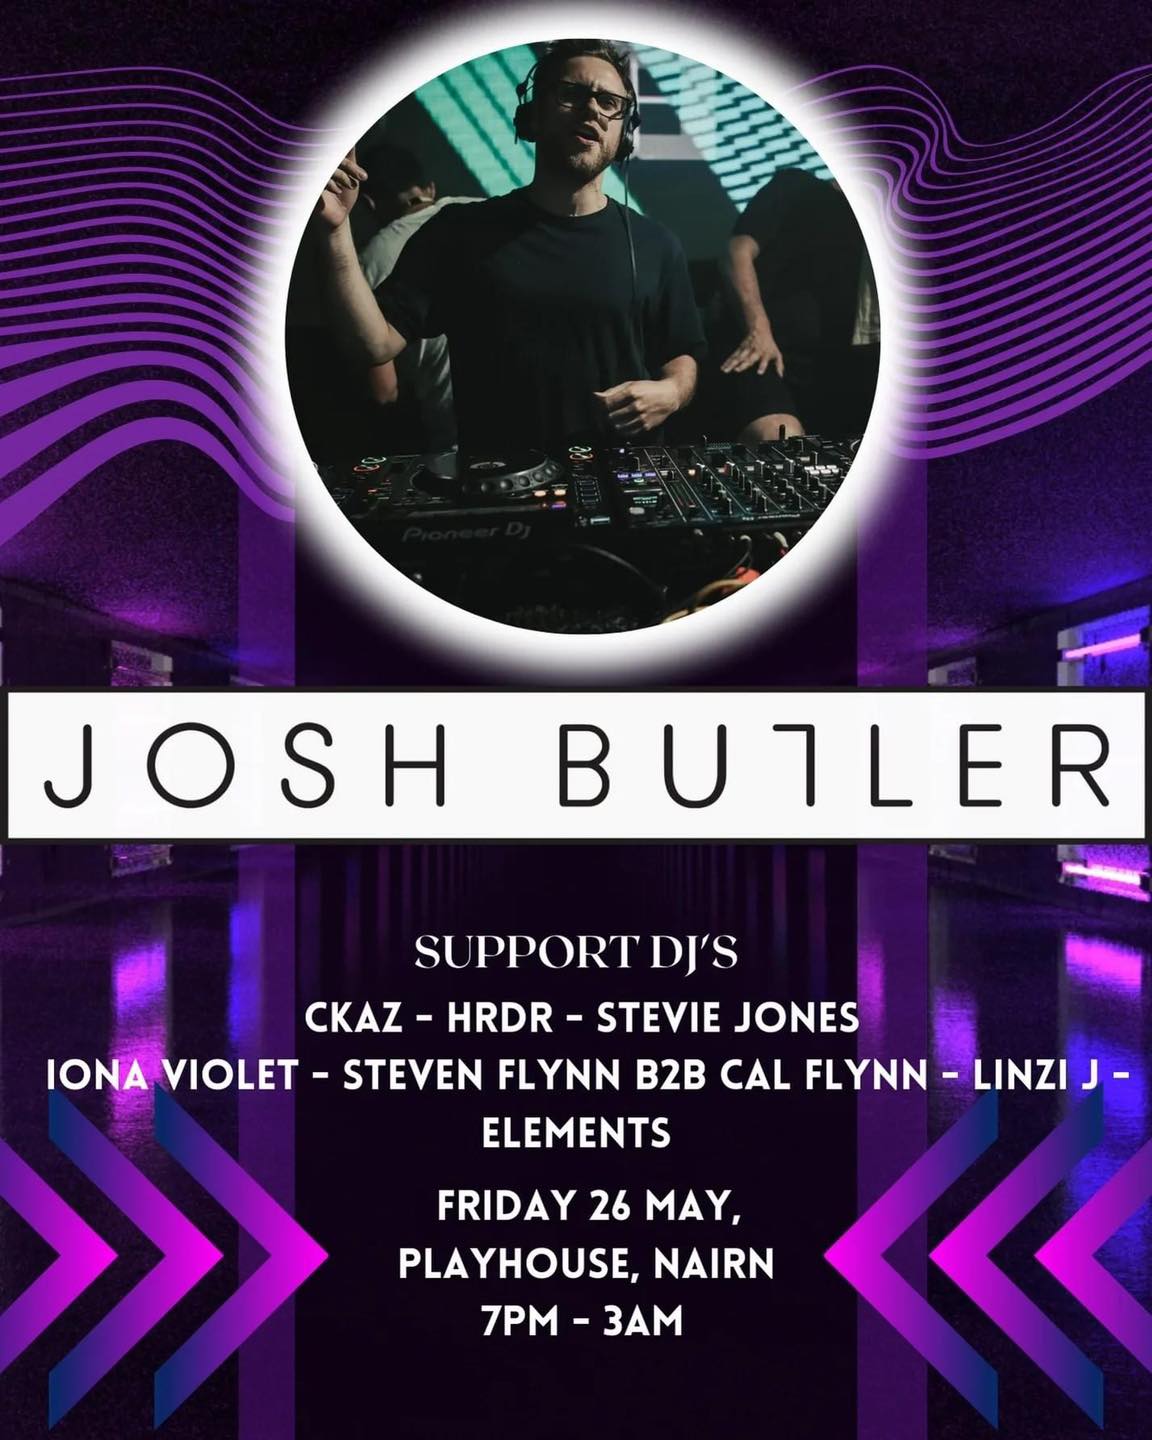 Pioneer Dj
JOSH BUTLER
SUPPORT DJ'S
CKAZ - HRDR - STEVIE JONES
IONA VIOLET - STEVEN FLYNN B2B CAL FLYNN - LINZI J -
ELEMENTS
FRIDAY 26 MAY,
PLAYHOUSE, NAIRN
7PM - 3AM